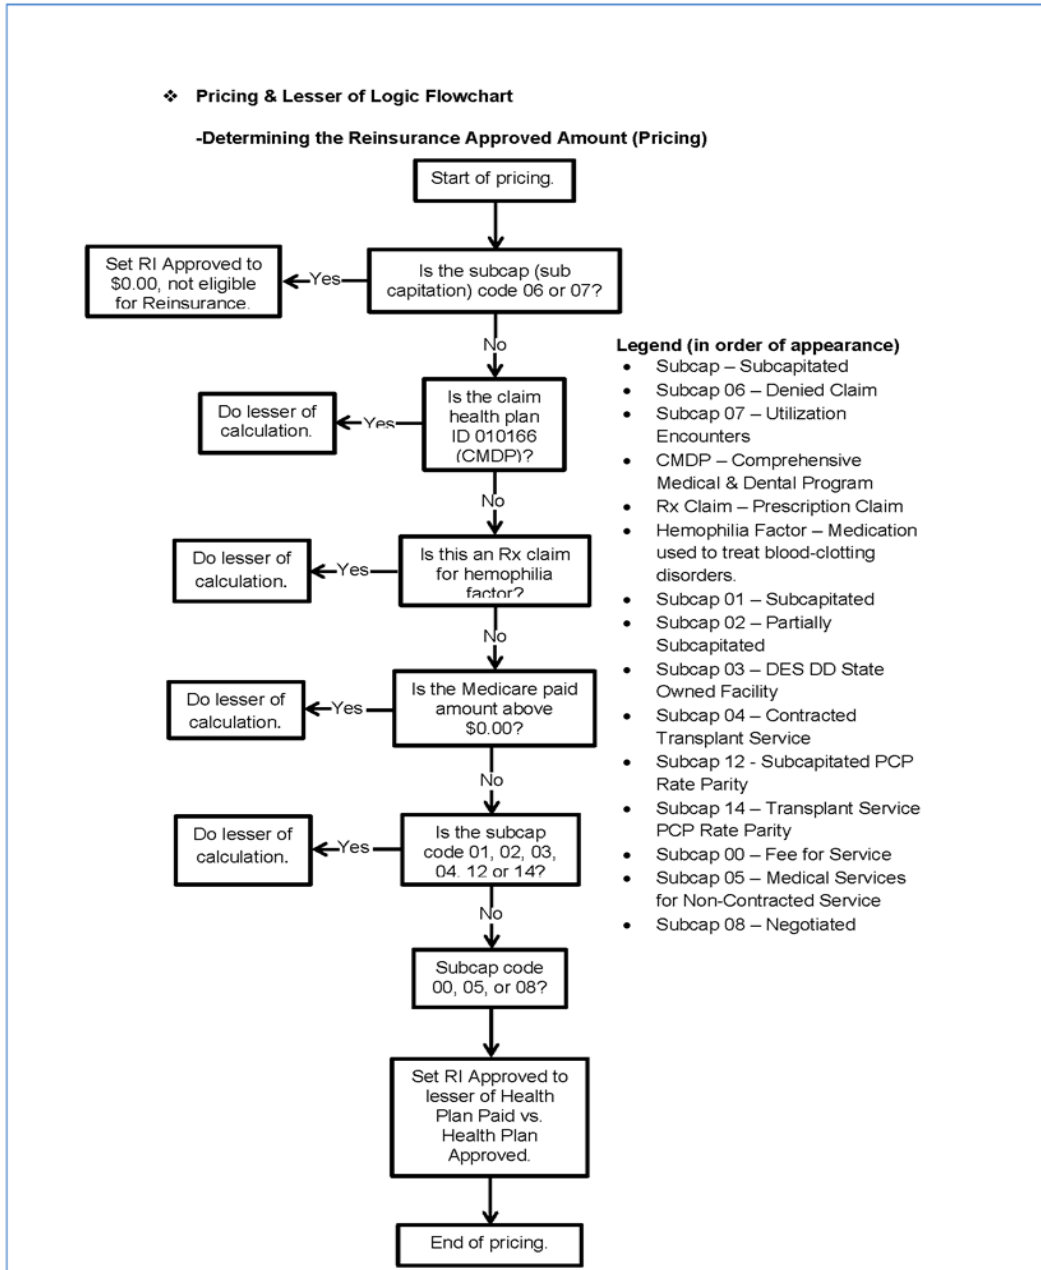 ❖ Pricing & Lesser of Logic Flowchart
-Determining the Reinsurance Approved Amount (Pricing)
Start of pricing.
Is the subcap (sub
capitation) code 06 or 07?
Yes
Set RI Approved to
$0.00, not eligible
for Reinsurance.
No
Is the claim
health plan
ID 010166
(CMDP)?
Yes
Do lesser of
calculation.
No
Is this an Rx claim
for hemophilia
factor?
Yes
Do lesser of
calculation.
No
Is the Medicare paid
amount above
$0.00?
Yes
Do lesser of
calculation.
No
Is the subcap
code 01, 02, 03,
04, 12 or 14?
Yes
Do lesser of
calculation.
No
Subcap code
00, 05, or 08?
Set RI Approved to
lesser of Health
Plan Paid vs.
Health Plan
Approved.
End of pricing.
Legend (in order of appearance)
• Subcap – Subcapitated
• Subcap 06 – Denied Claim
• Subcap 07 – Utilization
Encounters
• CMDP – Comprehensive
Medical & Dental Program
• Rx Claim – Prescription Claim
• Hemophilia Factor – Medication
used to treat blood-clotting
disorders.
• Subcap 01 – Subcapitated
• Subcap 02 – Partially
Subcapitated
• Subcap 03 – DES DD State
Owned Facility
• Subcap 04 – Contracted
Transplant Service
• Subcap 12 - Subcapitated PCP
Rate Parity
• Subcap 14 – Transplant Service
PCP Rate Parity
• Subcap 00 – Fee for Service
• Subcap 05 – Medical Services
for Non-Contracted Service
• Subcap 08 – Negotiated